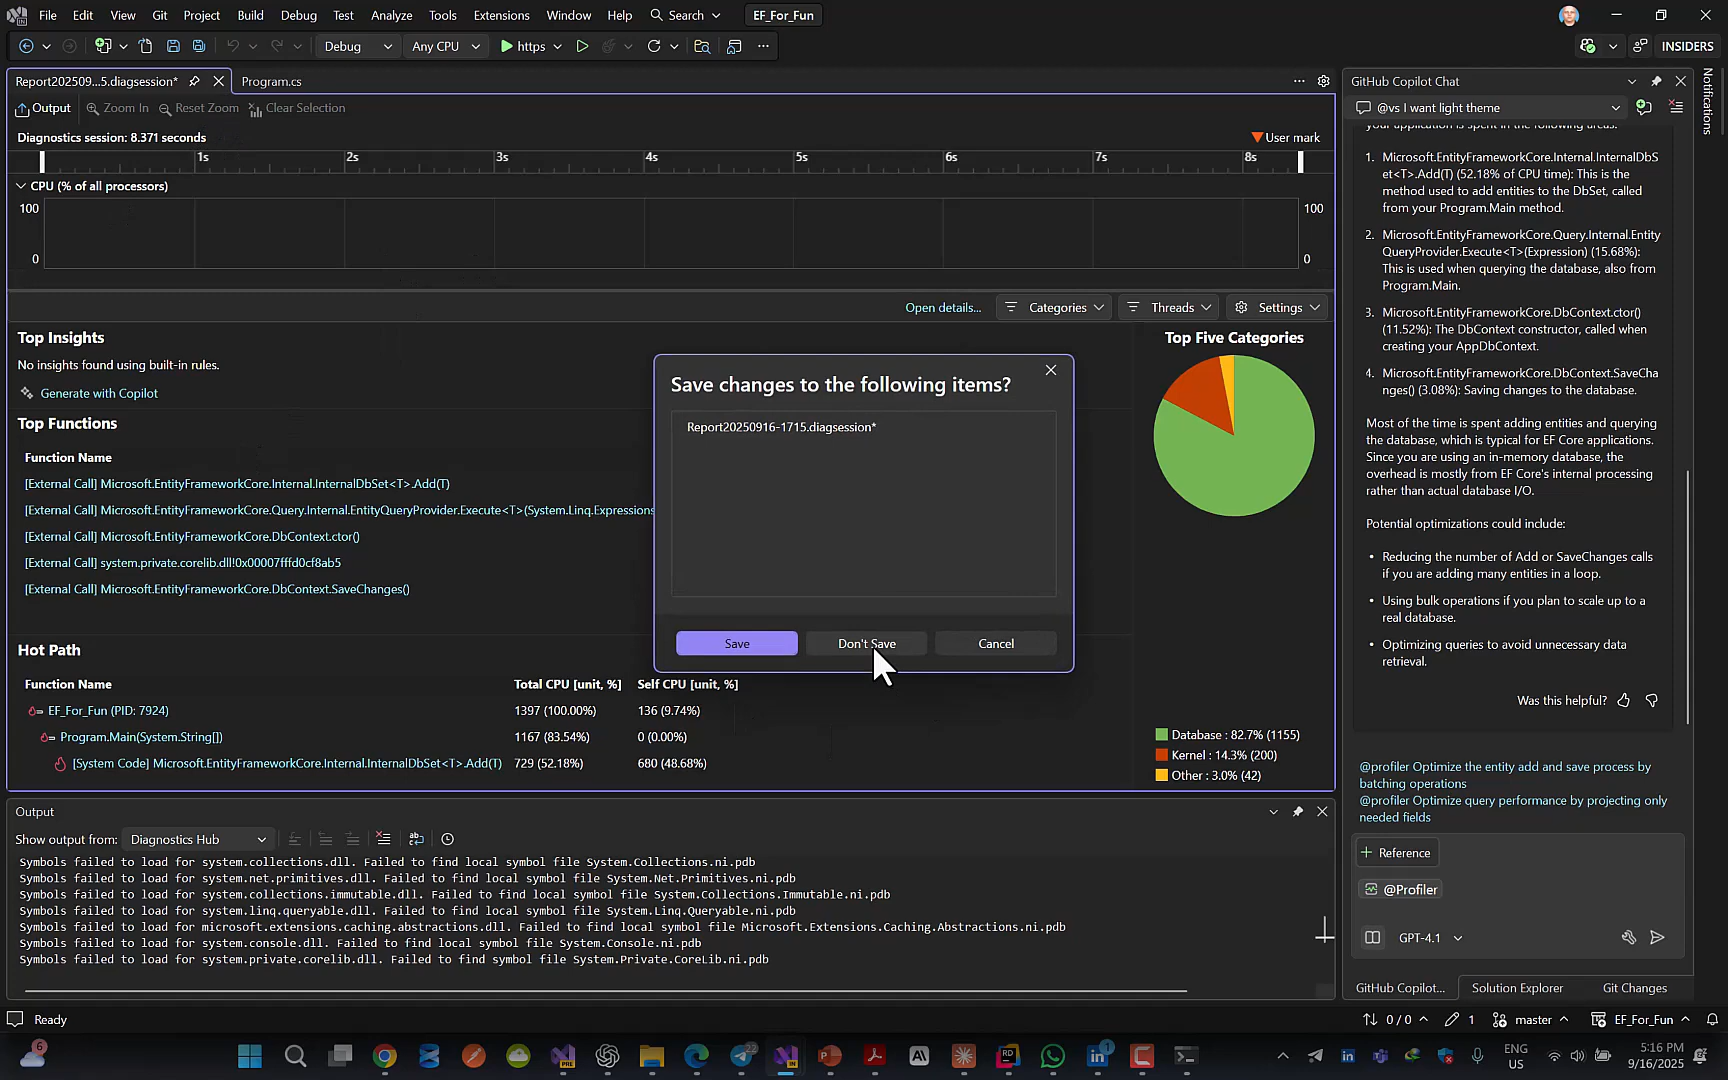 File Edit View Git Project Build Debug Test Analyze Tools Extensions Window Help Search EF_For_Fun
Debug Any CPU https INSIDERS
Report202509...5.diagsession* Program.cs
Output Zoom In Reset Zoom Clear Selection
Diagnostics session: 8.371 seconds
User mark
1s 2s 3s 4s 5s 6s 7s 8s
CPU (% of all processors)
100 100
0 0
Open details... Categories Threads Settings
Top Insights
No insights found using built-in rules.
Generate with Copilot
Top Functions
Function Name
[External Call] Microsoft.EntityFrameworkCore.Internal.InternalDbSet<T>.Add(T)
[External Call] Microsoft.EntityFrameworkCore.Query.Internal.EntityQueryProvider.Execute<T>(System.Linq.Expressions
[External Call] Microsoft.EntityFrameworkCore.DbContext.ctor()
[External Call] system.private.corelib.dll!0x00007fffd0cf8ab5
[External Call] Microsoft.EntityFrameworkCore.DbContext.SaveChanges()
Hot Path
Function Name Total CPU [unit, %] Self CPU [unit, %]
EF_For_Fun (PID: 7924) 1397 (100.00%) 136 (9.74%)
Program.Main(System.String[]) 1167 (83.54%) 0 (0.00%)
[System Code] Microsoft.EntityFrameworkCore.Internal.InternalDbSet<T>.Add(T) 729 (52.18%) 680 (48.68%)
Top Five Categories
Database : 82.7% (1155)
Kernel : 14.3% (200)
Other : 3.0% (42)
Save changes to the following items?
Report20250916-1715.diagsession*
Save Don't Save Cancel
Output
Show output from: Diagnostics Hub
Symbols failed to load for system.collections.dll. Failed to find local symbol file System.Collections.ni.pdb
Symbols failed to load for system.net.primitives.dll. Failed to find local symbol file System.Net.Primitives.ni.pdb
Symbols failed to load for system.collections.immutable.dll. Failed to find local symbol file System.Collections.Immutable.ni.pdb
Symbols failed to load for system.linq.queryable.dll. Failed to find local symbol file System.Linq.Queryable.ni.pdb
Symbols failed to load for microsoft.extensions.caching.abstractions.dll. Failed to find local symbol file Microsoft.Extensions.Caching.Abstractions.ni.pdb
Symbols failed to load for system.console.dll. Failed to find local symbol file System.Console.ni.pdb
Symbols failed to load for system.private.corelib.dll. Failed to find symbol file System.Private.CoreLib.ni.pdb
GitHub Copilot Chat
Notifications
@vs I want light theme
your application is spent in the following areas:
1. Microsoft.EntityFrameworkCore.Internal.InternalDbS
et<T>.Add(T) (52.18% of CPU time): This is the
method used to add entities to the DbSet, called
from your Program.Main method.
2. Microsoft.EntityFrameworkCore.Query.Internal.Entity
QueryProvider.Execute<T>(Expression) (15.68%):
This is used when querying the database, also from
Program.Main.
3. Microsoft.EntityFrameworkCore.DbContext.ctor()
(11.52%): The DbContext constructor, called when
creating your AppDbContext.
4. Microsoft.EntityFrameworkCore.DbContext.SaveCha
nges() (3.08%): Saving changes to the database.
Most of the time is spent adding entities and querying
the database, which is typical for EF Core applications.
Since you are using an in-memory database, the
overhead is mostly from EF Core's internal processing
rather than actual database I/O.
Potential optimizations could include:
• Reducing the number of Add or SaveChanges calls
if you are adding many entities in a loop.
• Using bulk operations if you plan to scale up to a
real database.
• Optimizing queries to avoid unnecessary data
retrieval.
Was this helpful?
@profiler Optimize the entity add and save process by
batching operations
@profiler Optimize query performance by projecting only
needed fields
+ Reference
@Profiler
GPT-4.1
GitHub Copilot... Solution Explorer Git Changes
Ready 0 / 0 1 master EF_For_Fun
6 PRE 22 RD 1 ENG
US 5:16 PM
9/16/2025